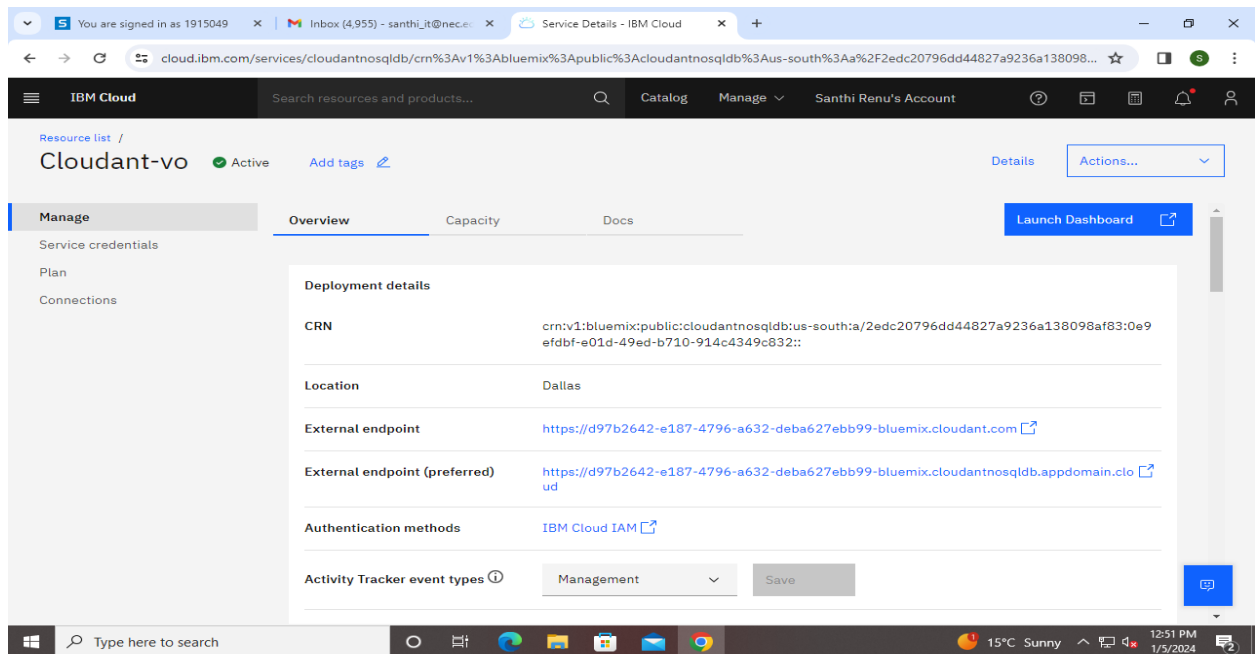 You are signed in as 1915049
Inbox (4,955) - santhi_it@nec.ec
Service Details - IBM Cloud
cloud.ibm.com/services/cloudantnosqldb/crn%3Av1%3Abluemix%3Apublic%3Acloudantnosqldb%3Aus-south%3Aa%2F2edc20796dd44827a9236a138098...
S
IBM Cloud
Search resources and products...
Catalog
Manage
Santhi Renu's Account
Resource list /
Cloudant-vo
Active
Add tags
Details
Actions...
Manage
Service credentials
Plan
Connections
Overview
Capacity
Docs
Launch Dashboard
Deployment details
CRN
crn:v1:bluemix:public:cloudantnosqldb:us-south:a/2edc20796dd44827a9236a138098af83:0e9
efdbf-e01d-49ed-b710-914c4349c832::
Location
Dallas
External endpoint
https://d97b2642-e187-4796-a632-deba627ebb99-bluemix.cloudant.com
External endpoint (preferred)
https://d97b2642-e187-4796-a632-deba627ebb99-bluemix.cloudantnosqldb.appdomain.clo
ud
Authentication methods
IBM Cloud IAM
Activity Tracker event types
Management
Save
Type here to search
1
15°C Sunny
12:51 PM
1/5/2024
2